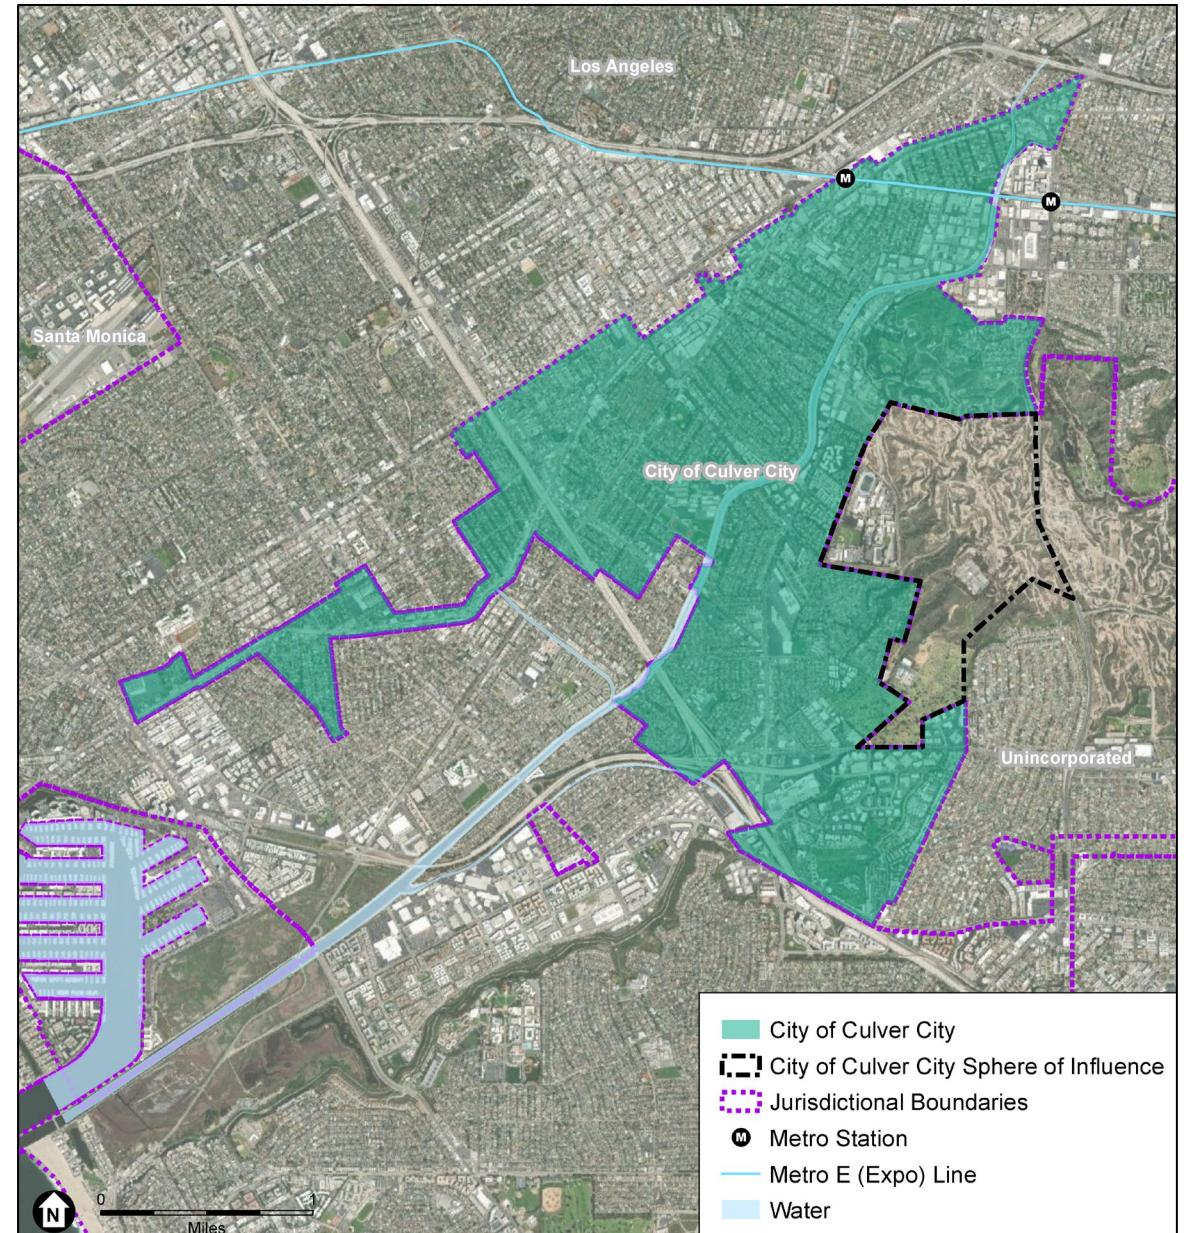 Los Angeles
M
M
Santa Monica
City of Culver City
Unincorporated
City of Culver City
City of Culver City Sphere of Influence
Jurisdictional Boundaries
M Metro Station
Metro E (Expo) Line
Water
N
0 1
Miles